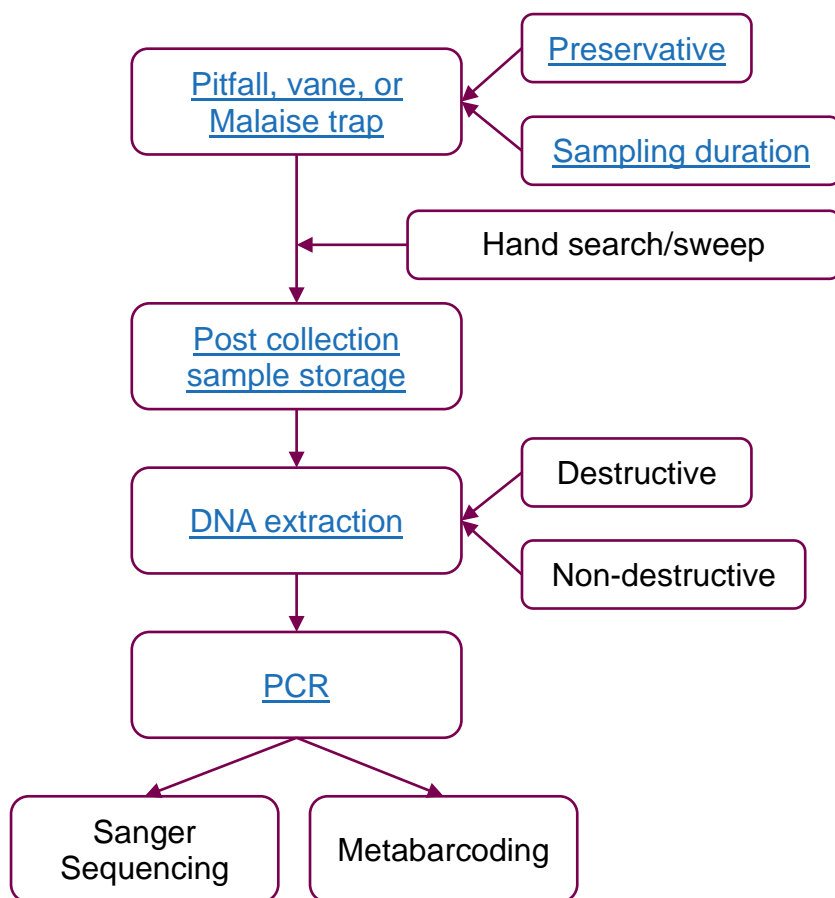 Preservative
Pitfall, vane, or
Malaise trap
Sampling duration
Hand search/sweep
Post collection
sample storage
Destructive
DNA extraction
Non-destructive
PCR
Sanger
Sequencing
Metabarcoding